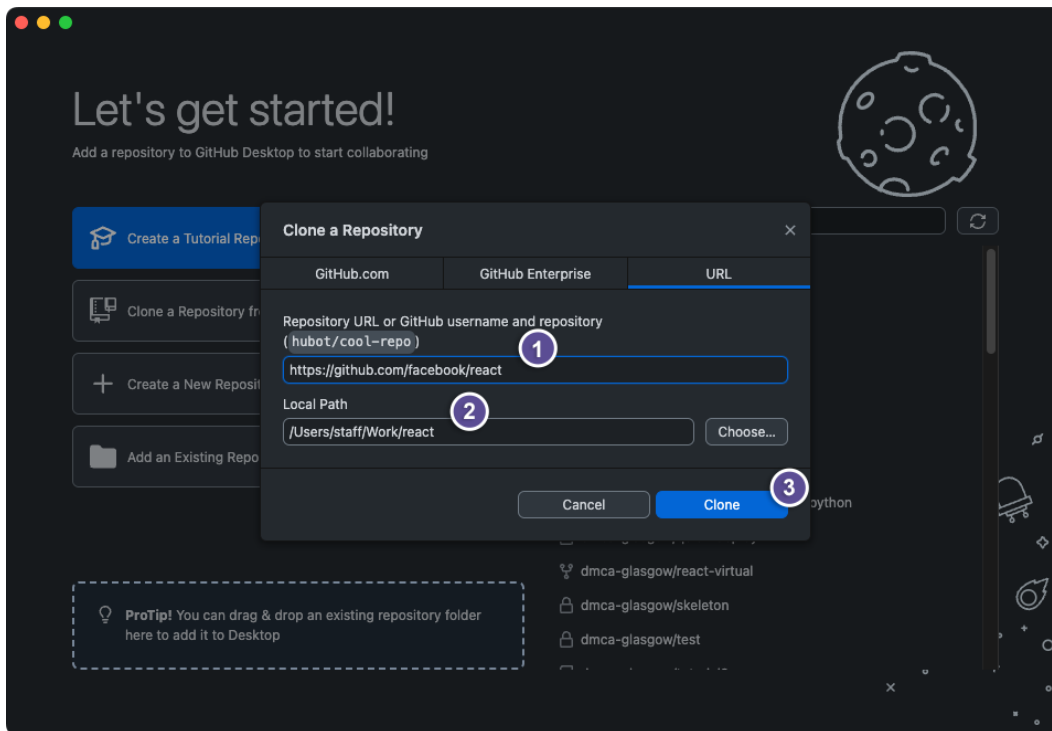 Let's get started!
Add a repository to GitHub Desktop to start collaborating
Create a Tutorial Rep
Clone a Repository fr
Create a New Reposit
Add an Existing Repo
Clone a Repository
GitHub.com
GitHub Enterprise
URL
Repository URL or GitHub username and repository
(hubot/cool-repo)
1
https://github.com/facebook/react
Local Path
2
/Users/staff/Work/react
Choose...
3
Cancel
Clone
python
dmca-glasgow/react-virtual
dmca-glasgow/skeleton
dmca-glasgow/test
ProTip! You can drag & drop an existing repository folder
here to add it to Desktop